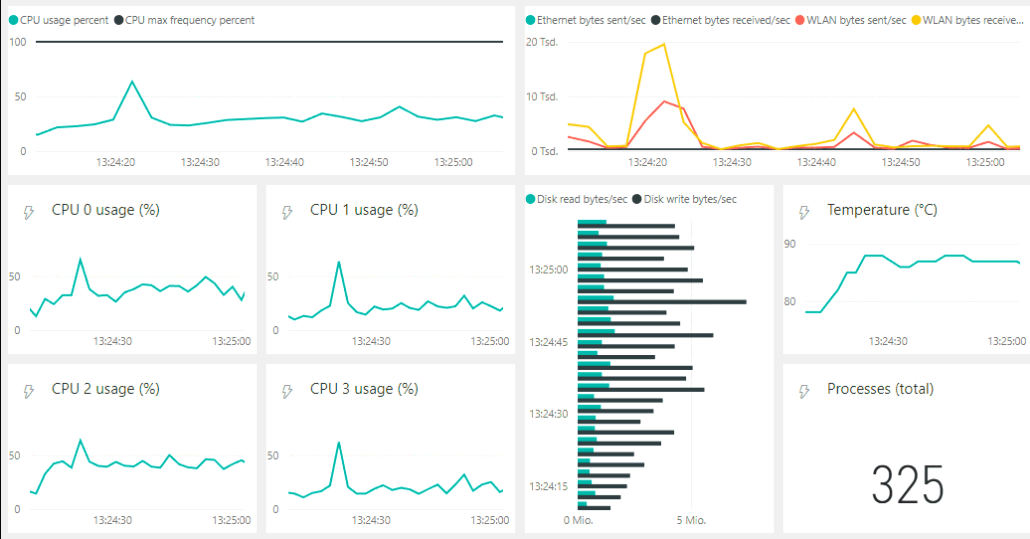 CPU usage percent CPU max frequency percent
100
50
0
13:24:20 13:24:30 13:24:40 13:24:50 13:25:00
Ethernet bytes sent/sec Ethernet bytes received/sec WLAN bytes sent/sec WLAN bytes receive...
20 Tsd.
10 Tsd.
0 Tsd.
13:24:20 13:24:30 13:24:40 13:24:50 13:25:00
CPU 0 usage (%)
50
0
13:24:30 13:25:00
CPU 1 usage (%)
50
0
13:24:30 13:25:00
Disk read bytes/sec Disk write bytes/sec
13:25:00
13:24:45
13:24:30
13:24:15
0 Mio. 5 Mio.
Temperature (°C)
90
80
13:24:30 13:25:00
CPU 2 usage (%)
50
0
13:24:30 13:25:00
CPU 3 usage (%)
50
0
13:24:30 13:25:00
Processes (total)
325